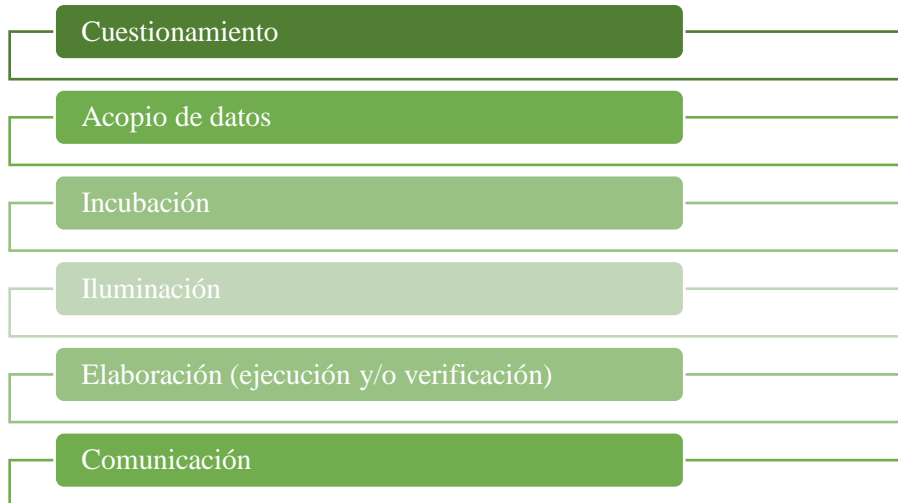 Cuestionamiento
Acopio de datos
Incubación
Iluminación
Elaboración (ejecución y/o verificación)
Comunicación